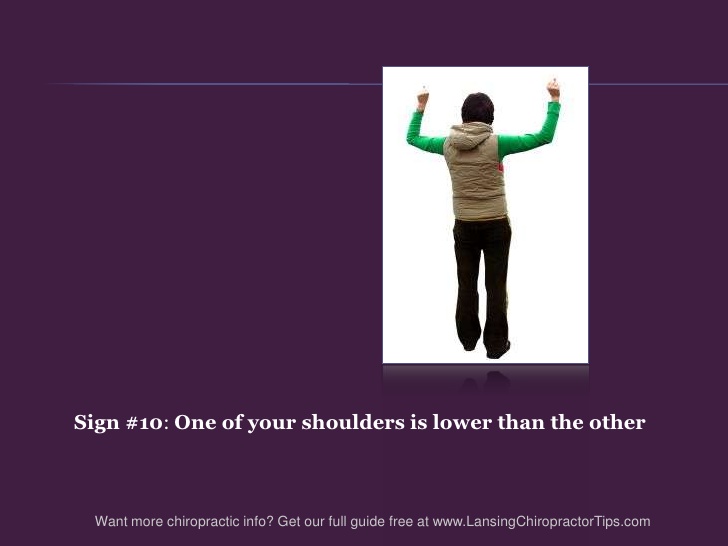 Sign #10: One of your shoulders is lower than the other
Want more chiropractic info? Get our full guide free at www.LansingChiropractorTips.com